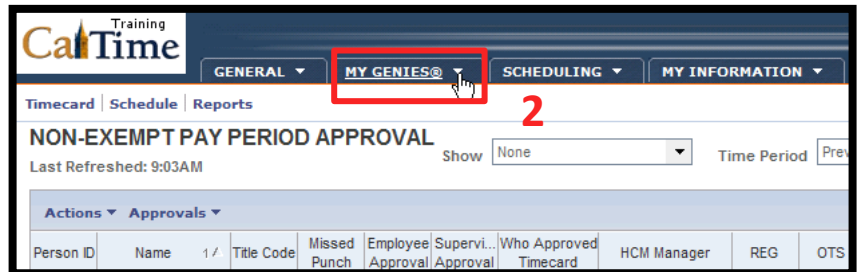 Training
CalTime
GENERAL MY GENIES® SCHEDULING MY INFORMATION
2
Timecard Schedule Reports
NON-EXEMPT PAY PERIOD APPROVAL
Show None Time Period Prev
Last Refreshed: 9:03AM
Actions Approvals
Person ID Name 1 Title Code Missed Punch Employee Approval Supervi... Approval Who Approved Timecard HCM Manager REG OTS